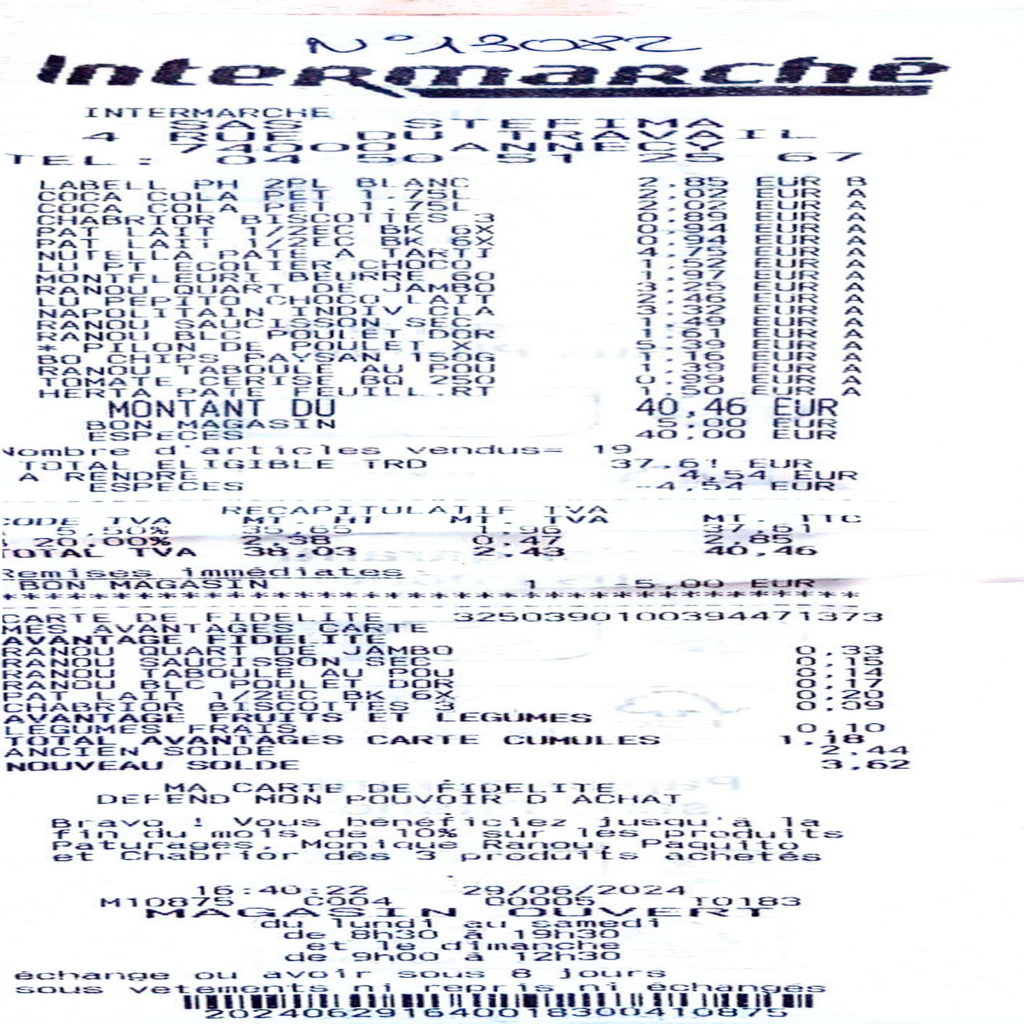 N°13082
Intermarché
INTERMARCHE
SAS STEFIMA
4 RUE DU TRAVAIL
74000 ANNECY
TEL : 04 50 51 25 67
LABELL PH 2PL BLANC 2,85 EUR B
COCA COLA PET 1.75L 2,02 EUR A
COCA COLA PET 1.75L 2,02 EUR A
CHABRIOR BISCOTTES 3 0,89 EUR A
PAT LAIT 1/2EC BK 6X 0,94 EUR A
PAT LAIT 1/2EC BK 6X 0,94 EUR A
NUTELLA PATE A TARTI 4,75 EUR A
LU PT ECOLIER CHOCO 1,52 EUR A
MONTFLEURI BEURRE 60 1,97 EUR A
RANOU QUART DE JAMBO 3,25 EUR A
LU PEPITO CHOCO LAIT 2,46 EUR A
NAPOLITAIN INDIV CLA 3,32 EUR A
RANOU SAUCISSON SEC 1,49 EUR A
RANOU BLC POULET DOR 1,61 EUR A
* PILON DE POULET X 5,39 EUR A
BO CHIPS PAYSAN 150G 1,16 EUR A
RANOU TABOULE AU POU 1,39 EUR A
TOMATE CERISE BQ 250 0,99 EUR A
HERTA PATE FEUILL.RT 1,50 EUR A
MONTANT DU 40,46 EUR
BON MAGASIN 5,00 EUR
ESPECES 40,00 EUR
Nombre d'articles vendus= 19
TOTAL ELIGIBLE TRD 37,61 EUR
A RENDRE 4,54 EUR
ESPECES -4,54 EUR
RECAPITULATIF TVA
CODE TVA MT. HT MT. TVA MT. TTC
5,50% 35,65 1,96 37,61
20,00% 2,38 0,47 2,85
TOTAL TVA 38,03 2,43 40,46
Remises immédiates
BON MAGASIN 1 5,00 EUR
****************************************
CARTE DE FIDELITE 3250390100394471373
MES AVANTAGES CARTE
AVANTAGE FIDELITE
RANOU QUART DE JAMBO 0,33
RANOU SAUCISSON SEC 0,15
RANOU TABOULE AU POU 0,14
RANOU BLC POULET DOR 0,17
PAT LAIT 1/2EC BK 6X 0,20
CHABRIOR BISCOTTES 3 0,09
AVANTAGE FRUITS ET LEGUMES
LEGUMES FRAIS 0,10
TOTAL AVANTAGES CARTE CUMULES 1,18
ANCIEN SOLDE 2,44
NOUVEAU SOLDE 3,62
MA CARTE DE FIDELITE
DEFEND MON POUVOIR D'ACHAT
Bravo ! Vous bénéficiez jusqu'à la
fin du mois de 10% sur les produits
Paturages, Monique Ranou, Paquito
et Chabrior dès 3 produits achetés
16:40:22 29/06/2024
M10875 C004 00005 T0183
MAGASIN OUVERT
du lundi au samedi
de 8h30 à 19h30
et le dimanche
de 9h00 à 12h30
échange ou avoir sous 8 jours
sous vetements ni repris ni échangés
20240629164001830041​0875